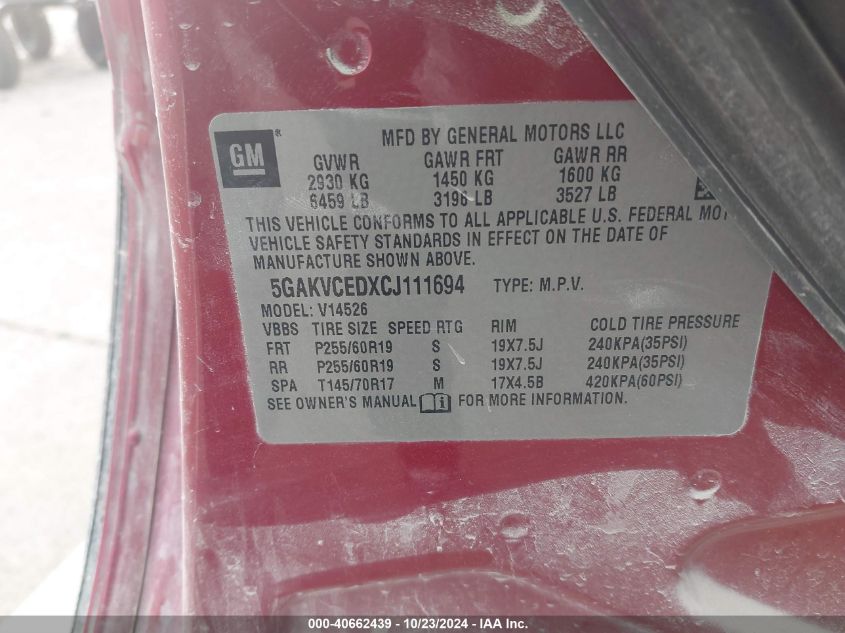 GM ® MFD BY GENERAL MOTORS LLC
GVWR GAWR FRT GAWR RR
2930 KG 1450 KG 1600 KG
6459 LB 3196 LB 3527 LB
THIS VEHICLE CONFORMS TO ALL APPLICABLE U.S. FEDERAL MOT
VEHICLE SAFETY STANDARDS IN EFFECT ON THE DATE OF
MANUFACTURE SHOWN ABOVE.
5GAKVCEDXCJ111694 TYPE: M.P.V.
MODEL: V14526
VBBS TIRE SIZE SPEED RTG RIM COLD TIRE PRESSURE
FRT P255/60R19 S 19X7.5J 240KPA(35PSI)
RR P255/60R19 S 19X7.5J 240KPA(35PSI)
SPA T145/70R17 M 17X4.5B 420KPA(60PSI)
SEE OWNER'S MANUAL FOR MORE INFORMATION.
000-40662439 - 10/23/2024 - IAA Inc.